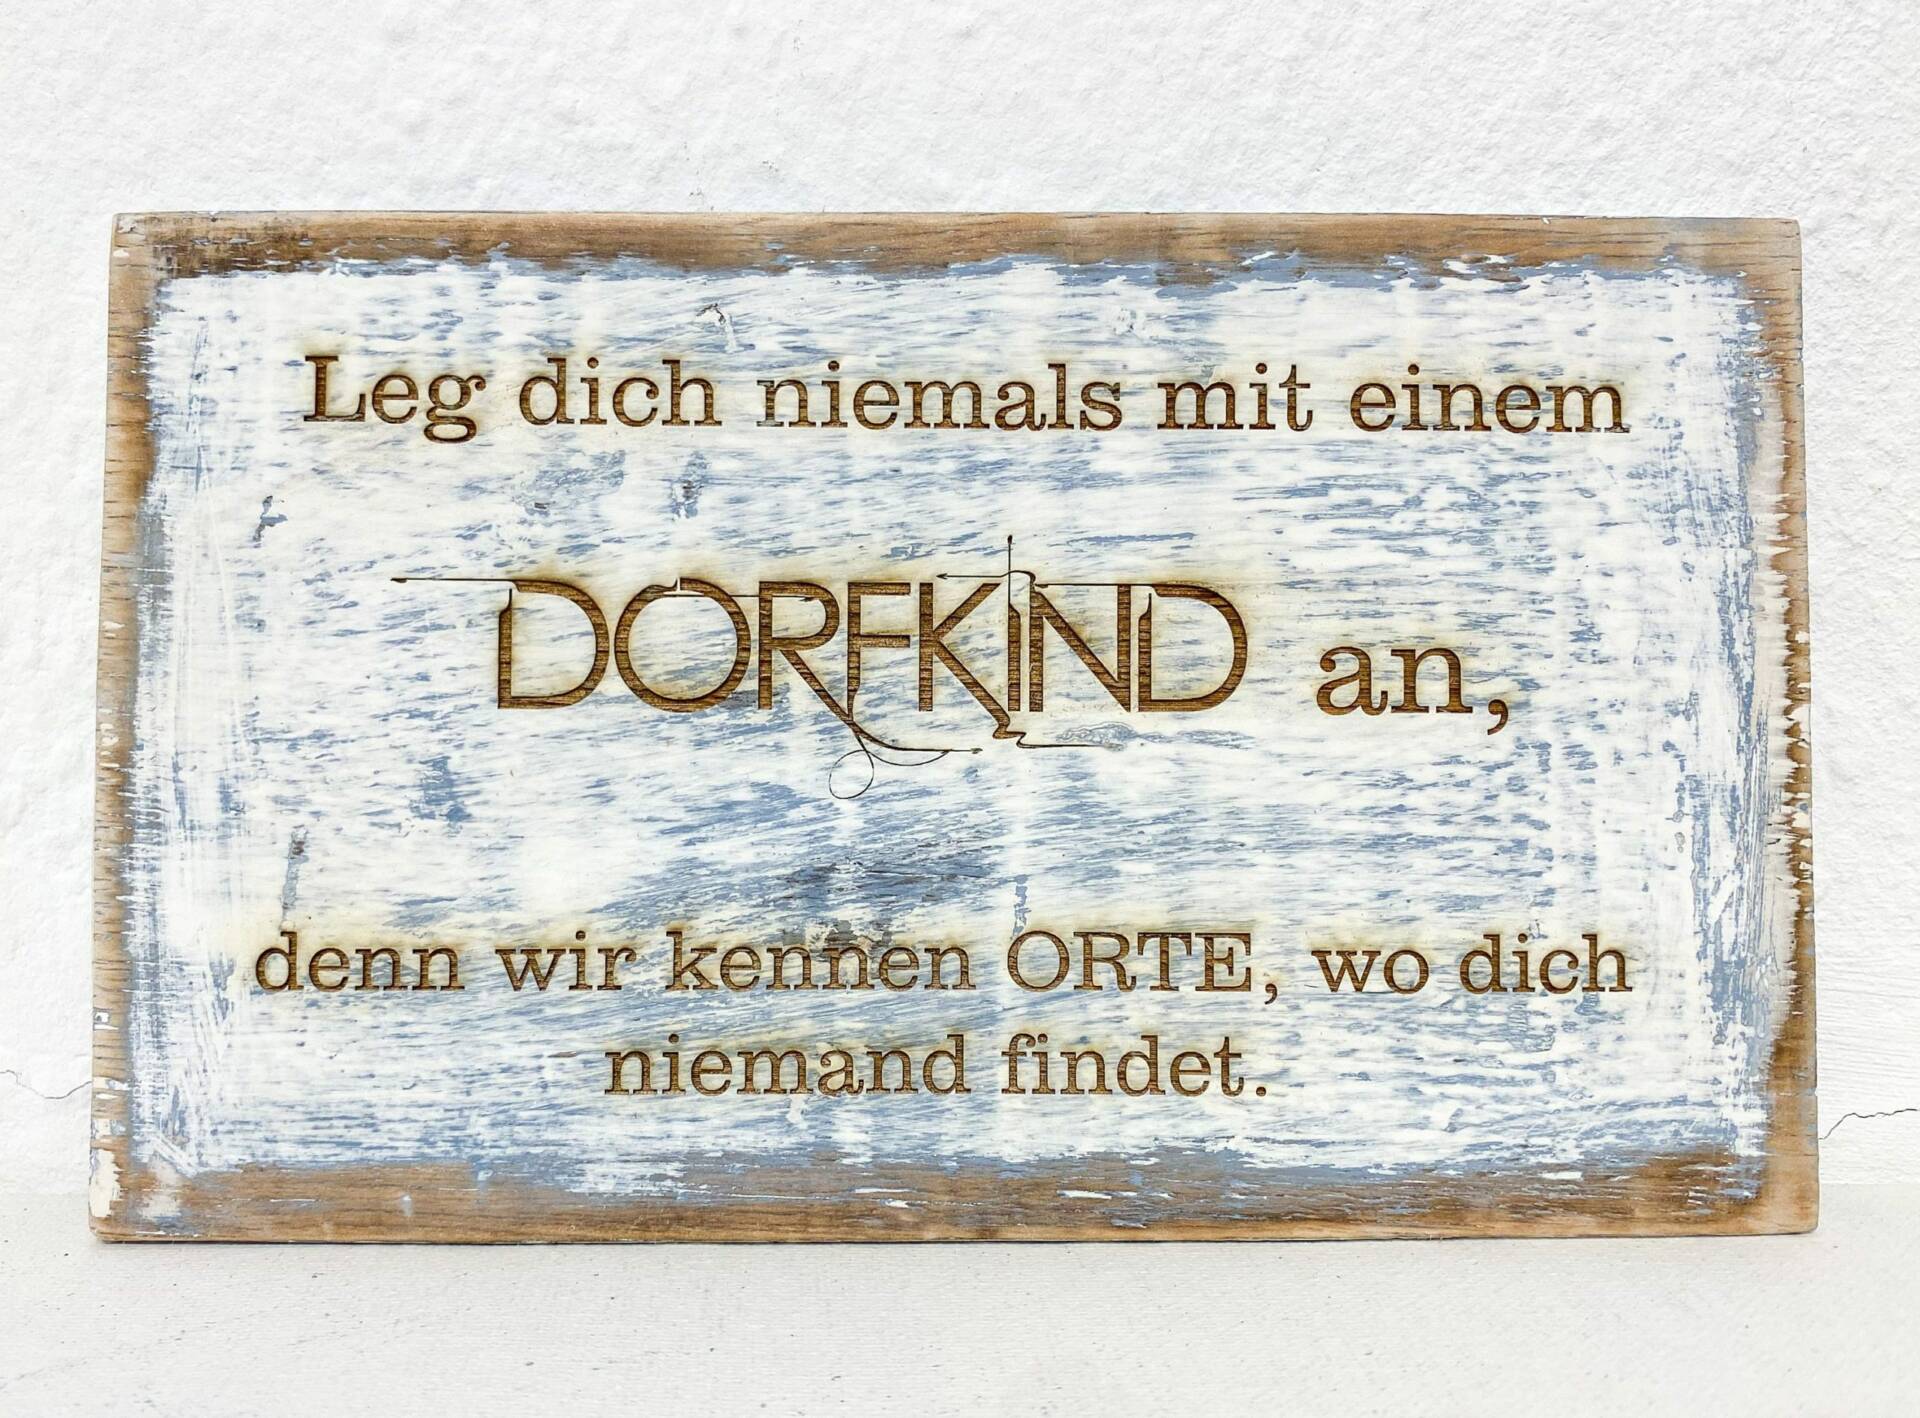 Leg dich niemals mit einem
DORFKIND an,
denn wir kennen ORTE, wo dich
niemand findet.